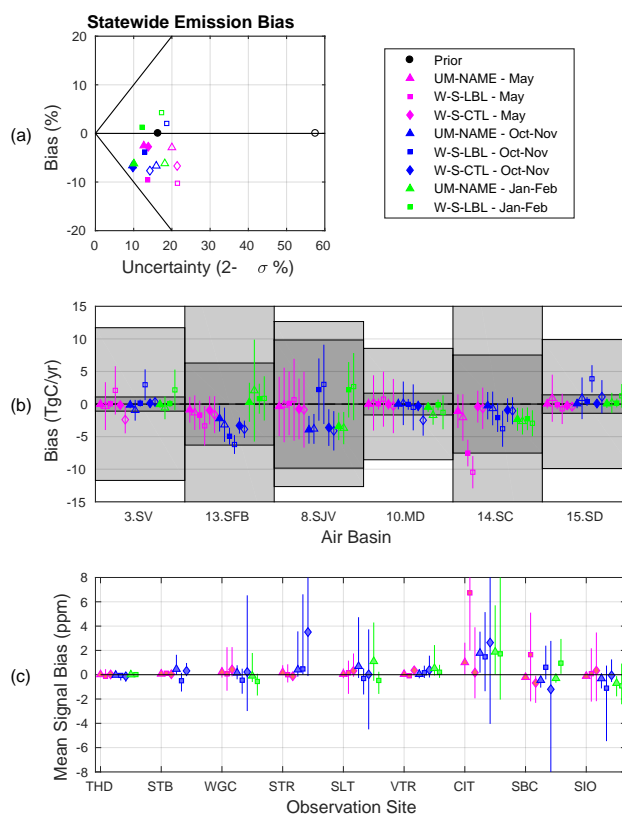 Statewide Emission Bias
(a)
Bias (%)
20
10
0
-10
-20
0 10 20 30 40 50 60
Uncertainty (2- σ %)
Prior
UM-NAME - May
W-S-LBL - May
W-S-CTL - May
UM-NAME - Oct-Nov
W-S-LBL - Oct-Nov
W-S-CTL - Oct-Nov
UM-NAME - Jan-Feb
W-S-LBL - Jan-Feb
(b)
Bias (TgC/yr)
15
10
5
0
-5
-10
-15
3.SV 13.SFB 8.SJV 10.MD 14.SC 15.SD
Air Basin
(c)
Mean Signal Bias (ppm)
8
6
4
2
0
-2
-4
-6
-8
THD STB WGC STR SLT VTR CIT SBC SIO
Observation Site